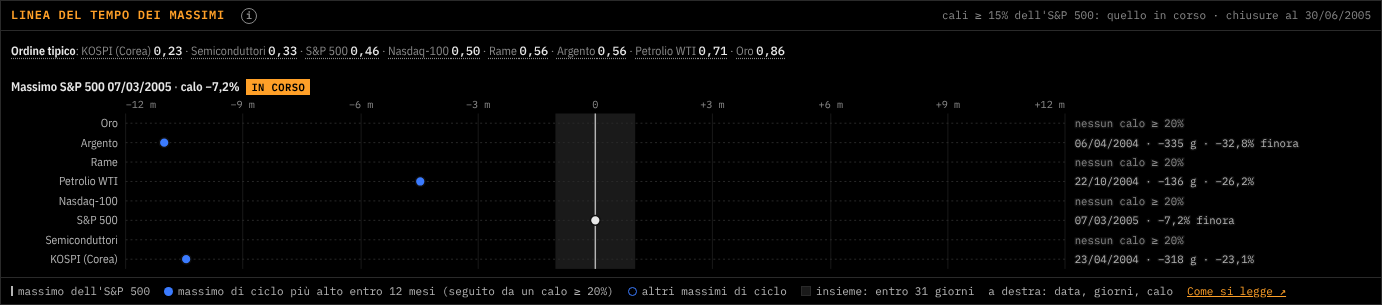 LINEA DEL TEMPO DEI MASSIMI i cali ≥ 15% dell'S&P 500: quello in corso · chiusure al 30/06/2005
Ordine tipico: KOSPI (Corea) 0,23 · Semiconduttori 0,33 · S&P 500 0,46 · Nasdaq-100 0,50 · Rame 0,56 · Argento 0,56 · Petrolio WTI 0,71 · Oro 0,86
Massimo S&P 500 07/03/2005 · calo −7,2% IN CORSO
−12 m −9 m −6 m −3 m 0 +3 m +6 m +9 m +12 m
Oro nessun calo ≥ 20%
Argento 06/04/2004 · −335 g · −32,8% finora
Rame nessun calo ≥ 20%
Petrolio WTI 22/10/2004 · −136 g · −26,2%
Nasdaq-100 nessun calo ≥ 20%
S&P 500 07/03/2005 · −7,2% finora
Semiconduttori nessun calo ≥ 20%
KOSPI (Corea) 23/04/2004 · −318 g · −23,1%
massimo dell'S&P 500 massimo di ciclo più alto entro 12 mesi (seguito da un calo ≥ 20%) altri massimi di ciclo insieme: entro 31 giorni a destra: data, giorni, calo Come si legge ↗